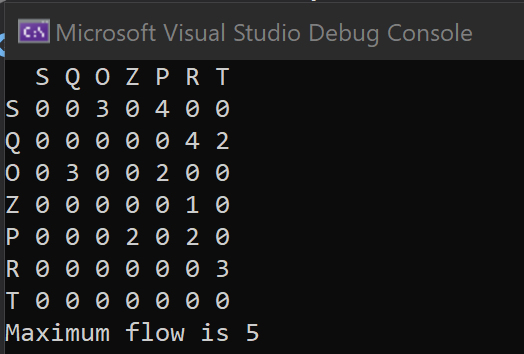 C:\ Microsoft Visual Studio Debug Console
  S Q O Z P R T
S 0 0 3 0 4 0 0
Q 0 0 0 0 0 4 2
O 0 3 0 0 2 0 0
Z 0 0 0 0 0 1 0
P 0 0 0 2 0 2 0
R 0 0 0 0 0 0 3
T 0 0 0 0 0 0 0
Maximum flow is 5